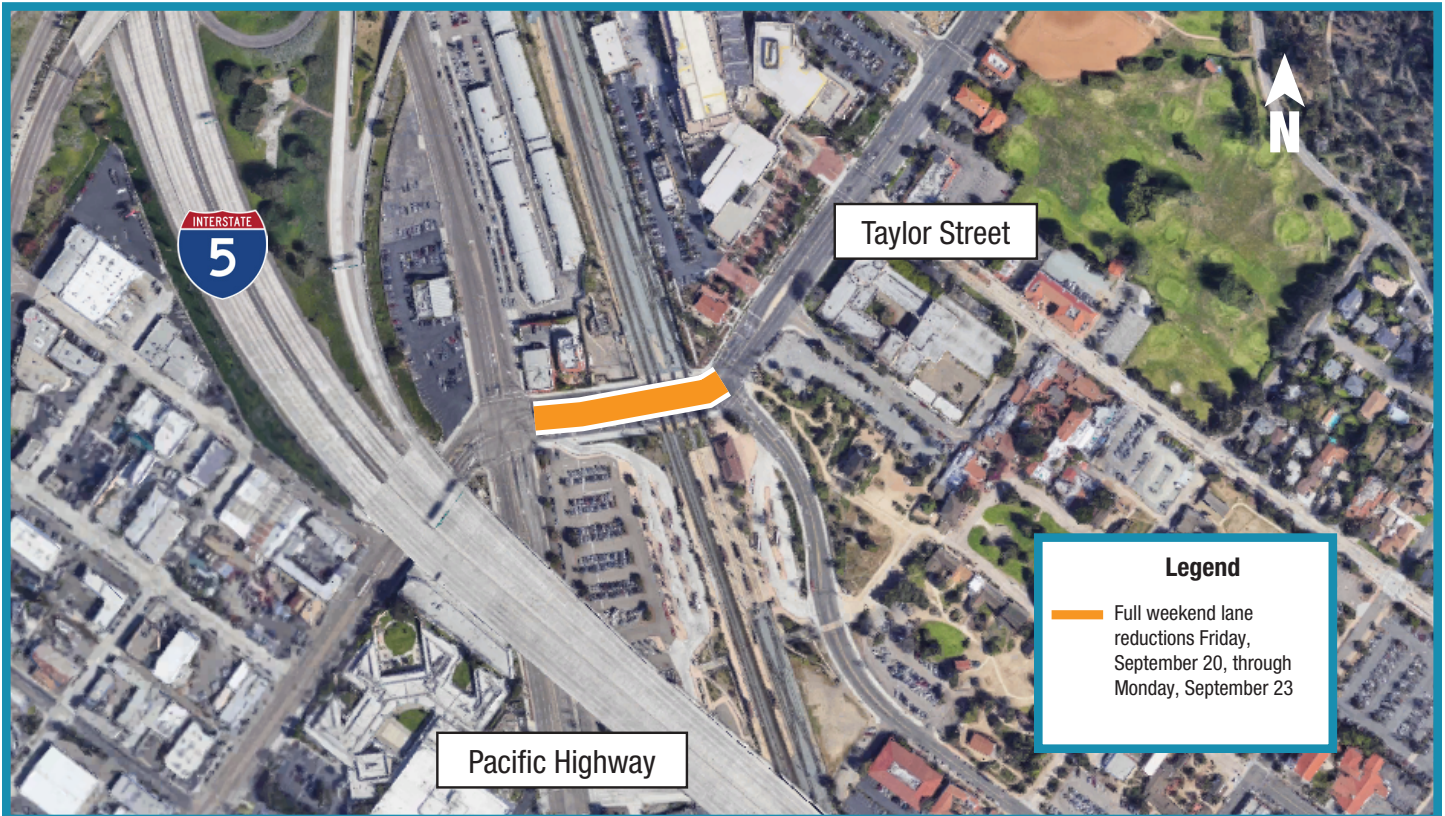 INTERSTATE
5
N
Taylor Street
Pacific Highway
Legend
Full weekend lane
reductions Friday,
September 20, through
Monday, September 23